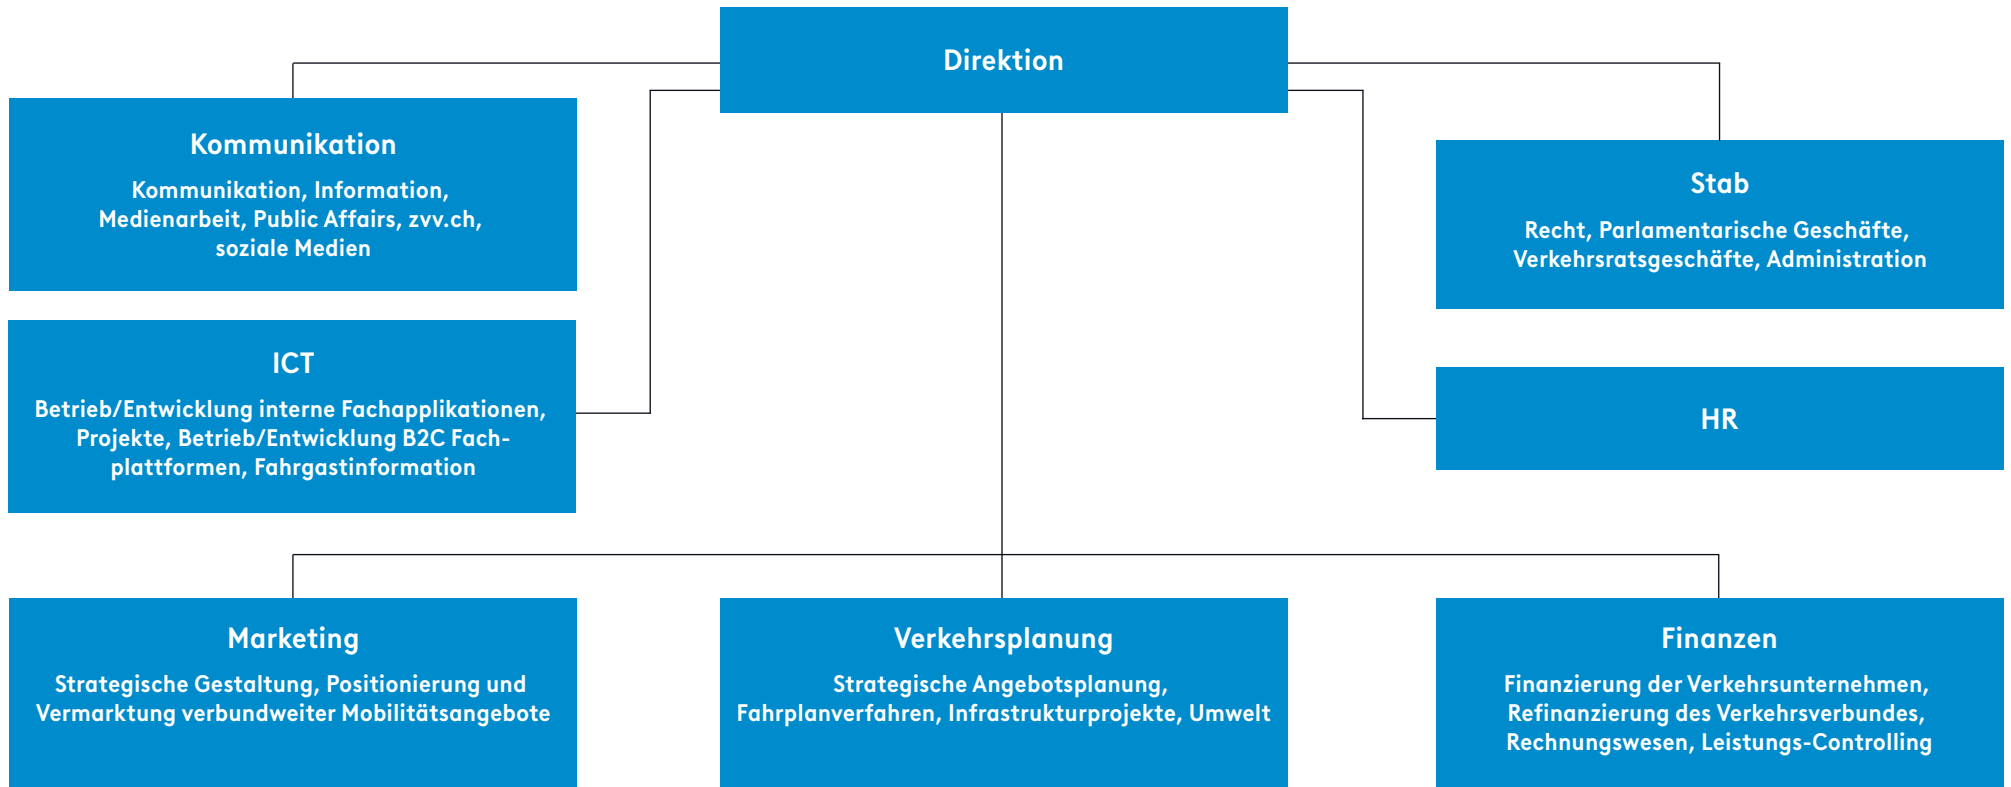 Direktion
Kommunikation
Kommunikation, Information,
Medienarbeit, Public Affairs, zvv.ch,
soziale Medien
Stab
Recht, Parlamentarische Geschäfte,
Verkehrsratsgeschäfte, Administration
ICT
Betrieb/Entwicklung interne Fachapplikationen,
Projekte, Betrieb/Entwicklung B2C Fach-
plattformen, Fahrgastinformation
HR
Marketing
Strategische Gestaltung, Positionierung und
Vermarktung verbundweiter Mobilitätsangebote
Verkehrsplanung
Strategische Angebotsplanung,
Fahrplanverfahren, Infrastrukturprojekte, Umwelt
Finanzen
Finanzierung der Verkehrsunternehmen,
Refinanzierung des Verkehrsverbundes,
Rechnungswesen, Leistungs-Controlling